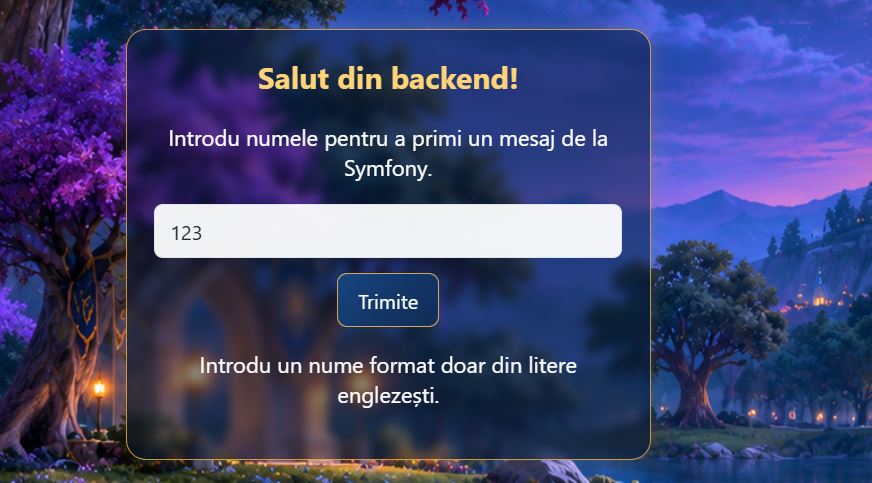 Salut din backend!
Introdu numele pentru a primi un mesaj de la
Symfony.
123
Trimite
Introdu un nume format doar din litere
englezești.